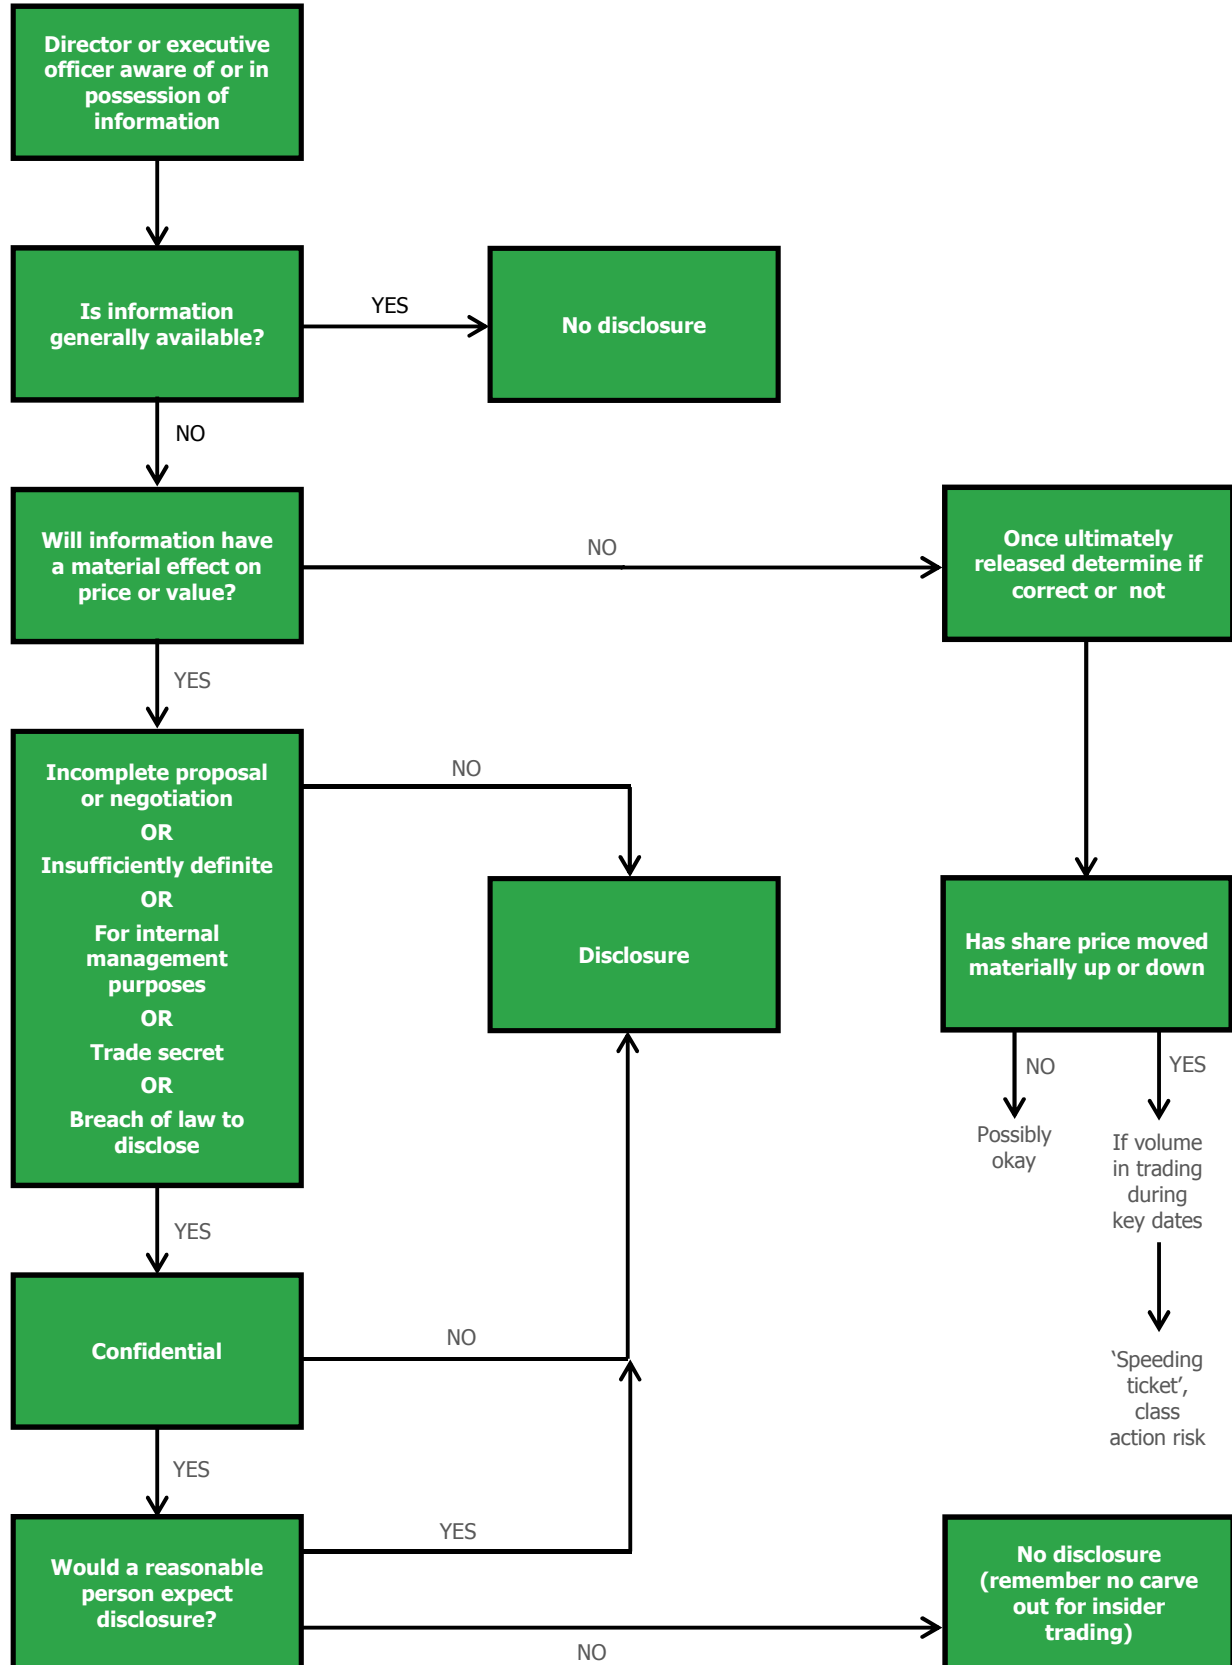 Director or executive
officer aware of or in
possession of
information
Is information
generally available?
YES
No disclosure
NO
Will information have
a material effect on
price or value?
NO
Once ultimately
released determine if
correct or not
YES
Incomplete proposal
or negotiation
OR
Insufficiently definite
OR
For internal
management
purposes
OR
Trade secret
OR
Breach of law to
disclose
NO
Disclosure
Has share price moved
materially up or down
NO
Possibly
okay
YES
If volume
in trading
during
key dates
‘Speeding
ticket’,
class
action risk
YES
Confidential
NO
YES
Would a reasonable
person expect
disclosure?
YES
NO
No disclosure
(remember no carve
out for insider
trading)